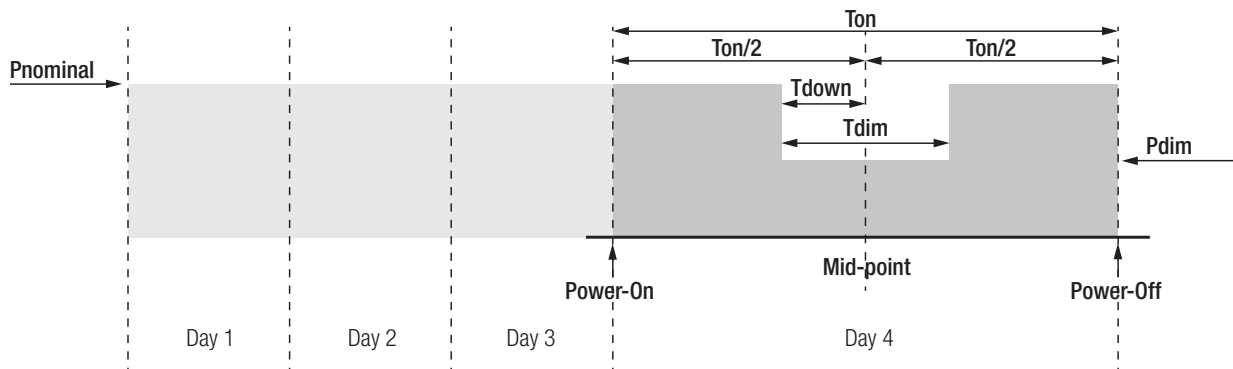 Ton
Ton/2 Ton/2
Pnominal
Tdown
Tdim
Pdim
Mid-point
Power-On Power-Off
Day 1 Day 2 Day 3 Day 4